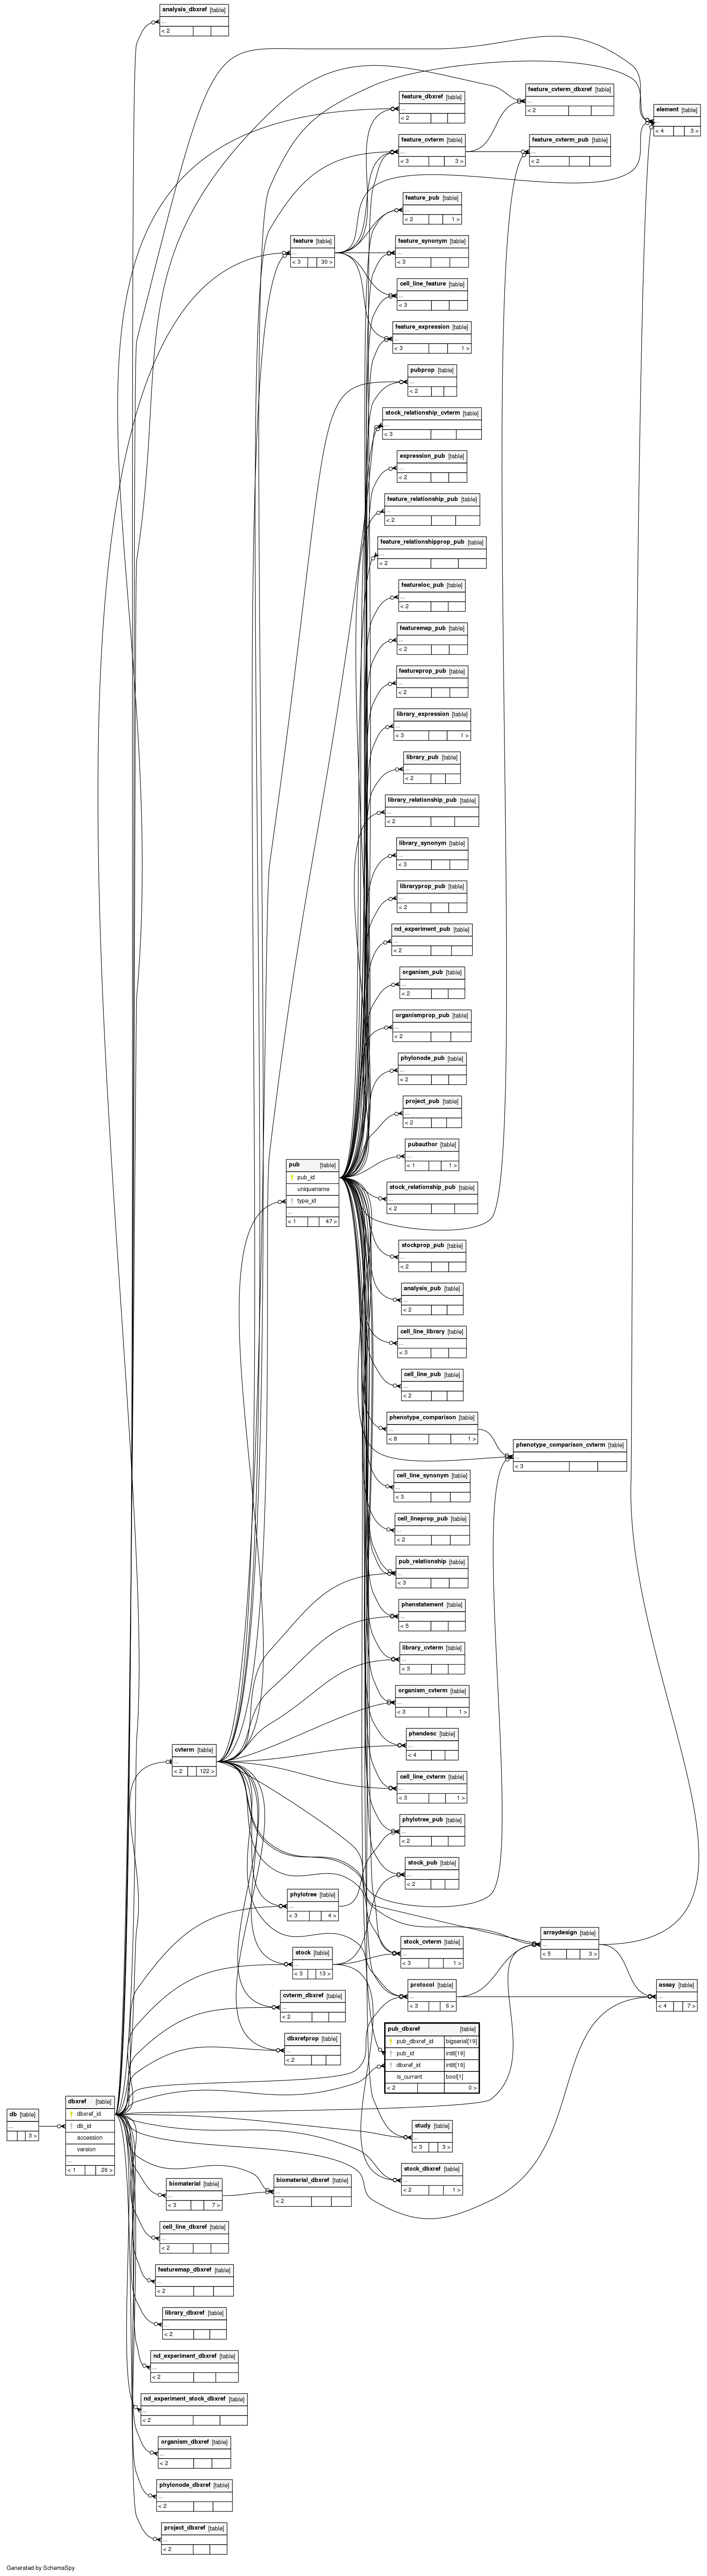 analysis_dbxref [table]
...
< 2
feature_cvterm_dbxref [table]
...
< 2
feature_dbxref [table]
...
< 2
element [table]
...
< 4 3 >
feature_cvterm [table]
...
< 3 3 >
feature_cvterm_pub [table]
...
< 2
feature_pub [table]
...
< 2 1 >
feature [table]
...
< 3 30 >
feature_synonym [table]
...
< 3
cell_line_feature [table]
...
< 3
feature_expression [table]
...
< 3 1 >
pubprop [table]
...
< 2
stock_relationship_cvterm [table]
...
< 3
expression_pub [table]
...
< 2
feature_relationship_pub [table]
...
< 2
feature_relationshipprop_pub [table]
...
< 2
featureloc_pub [table]
...
< 2
featuremap_pub [table]
...
< 2
featureprop_pub [table]
...
< 2
library_expression [table]
...
< 3 1 >
library_pub [table]
...
< 2
library_relationship_pub [table]
...
< 2
library_synonym [table]
...
< 3
libraryprop_pub [table]
...
< 2
nd_experiment_pub [table]
...
< 2
organism_pub [table]
...
< 2
organismprop_pub [table]
...
< 2
phylonode_pub [table]
...
< 2
project_pub [table]
...
< 2
pubauthor [table]
...
< 1 1 >
pub [table]
pub_id
uniquename
type_id
...
< 1 47 >
stock_relationship_pub [table]
...
< 2
stockprop_pub [table]
...
< 2
analysis_pub [table]
...
< 2
cell_line_library [table]
...
< 3
cell_line_pub [table]
...
< 2
phenotype_comparison [table]
...
< 8 1 >
phenotype_comparison_cvterm [table]
...
< 3
cell_line_synonym [table]
...
< 3
cell_lineprop_pub [table]
...
< 2
pub_relationship [table]
...
< 3
phenstatement [table]
...
< 5
library_cvterm [table]
...
< 3
organism_cvterm [table]
...
< 3 1 >
phendesc [table]
...
< 4
cvterm [table]
...
< 2 122 >
cell_line_cvterm [table]
...
< 3 1 >
phylotree_pub [table]
...
< 2
stock_pub [table]
...
< 2
phylotree [table]
...
< 3 4 >
arraydesign [table]
...
< 5 3 >
stock_cvterm [table]
...
< 3 1 >
stock [table]
...
< 3 13 >
protocol [table]
...
< 3 6 >
assay [table]
...
< 4 7 >
cvterm_dbxref [table]
...
< 2
pub_dbxref [table]
pub_dbxref_id bigserial[19]
pub_id int8[19]
dbxref_id int8[19]
is_current bool[1]
< 2 0 >
dbxrefprop [table]
...
< 2
dbxref [table]
dbxref_id
db_id
accession
version
...
< 1 26 >
db [table]
...
3 >
study [table]
...
< 3 3 >
stock_dbxref [table]
...
< 2 1 >
biomaterial [table]
...
< 3 7 >
biomaterial_dbxref [table]
...
< 2
cell_line_dbxref [table]
...
< 2
featuremap_dbxref [table]
...
< 2
library_dbxref [table]
...
< 2
nd_experiment_dbxref [table]
...
< 2
nd_experiment_stock_dbxref [table]
...
< 2
organism_dbxref [table]
...
< 2
phylonode_dbxref [table]
...
< 2
project_dbxref [table]
...
< 2
Generated by SchemaSpy